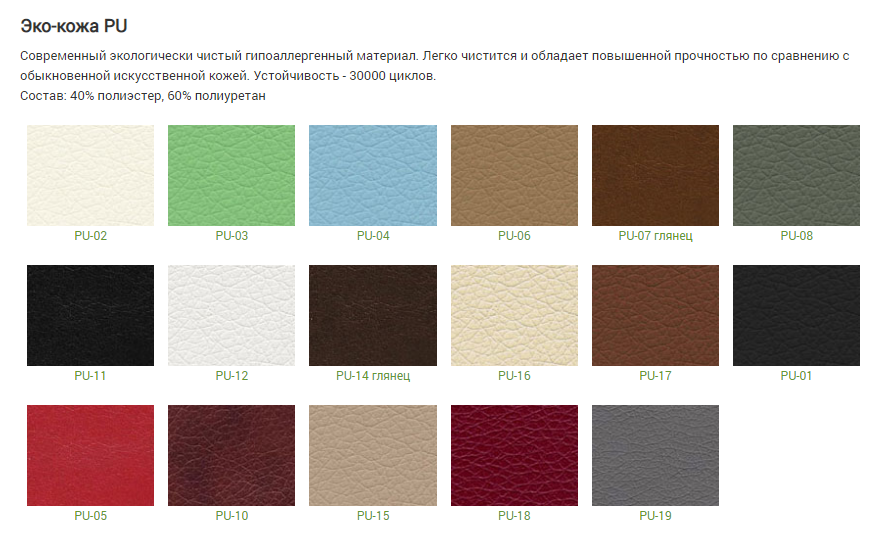 Эко-кожа PU
Современный экологически чистый гипоаллергенный материал. Легко чистится и обладает повышенной прочностью по сравнению с
обыкновенной искусственной кожей. Устойчивость - 30000 циклов.
Состав: 40% полиэстер, 60% полиуретан
PU-02
PU-03
PU-04
PU-06
PU-07 глянец
PU-08
PU-11
PU-12
PU-14 глянец
PU-16
PU-17
PU-01
PU-05
PU-10
PU-15
PU-18
PU-19